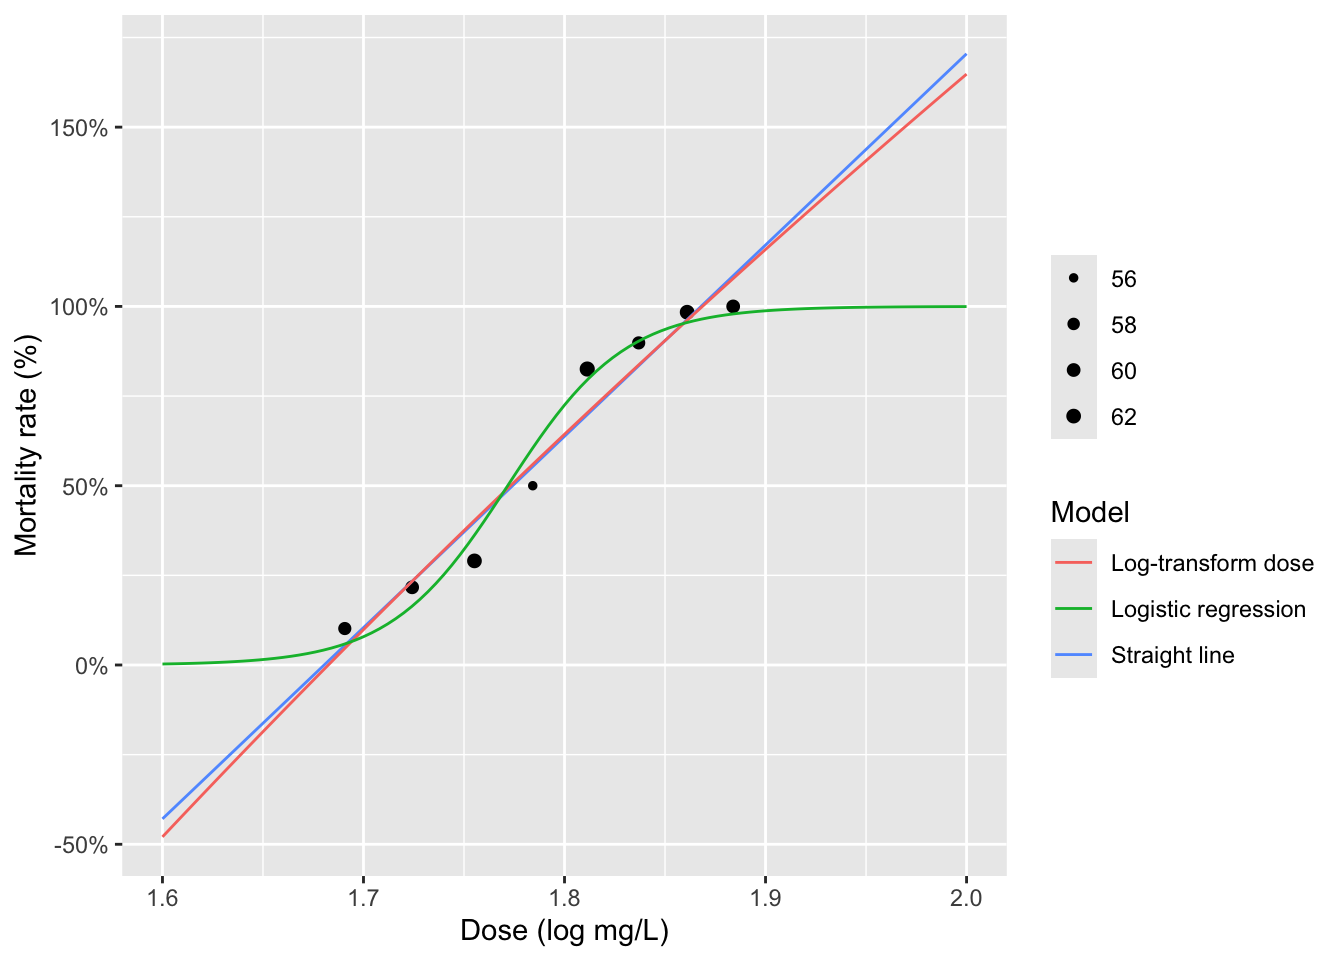 Mortality rate (%)
150%
100%
50%
0%
-50%
1.6 1.7 1.8 1.9 2.0
Dose (log mg/L)
56
58
60
62
Model
Log-transform dose
Logistic regression
Straight line